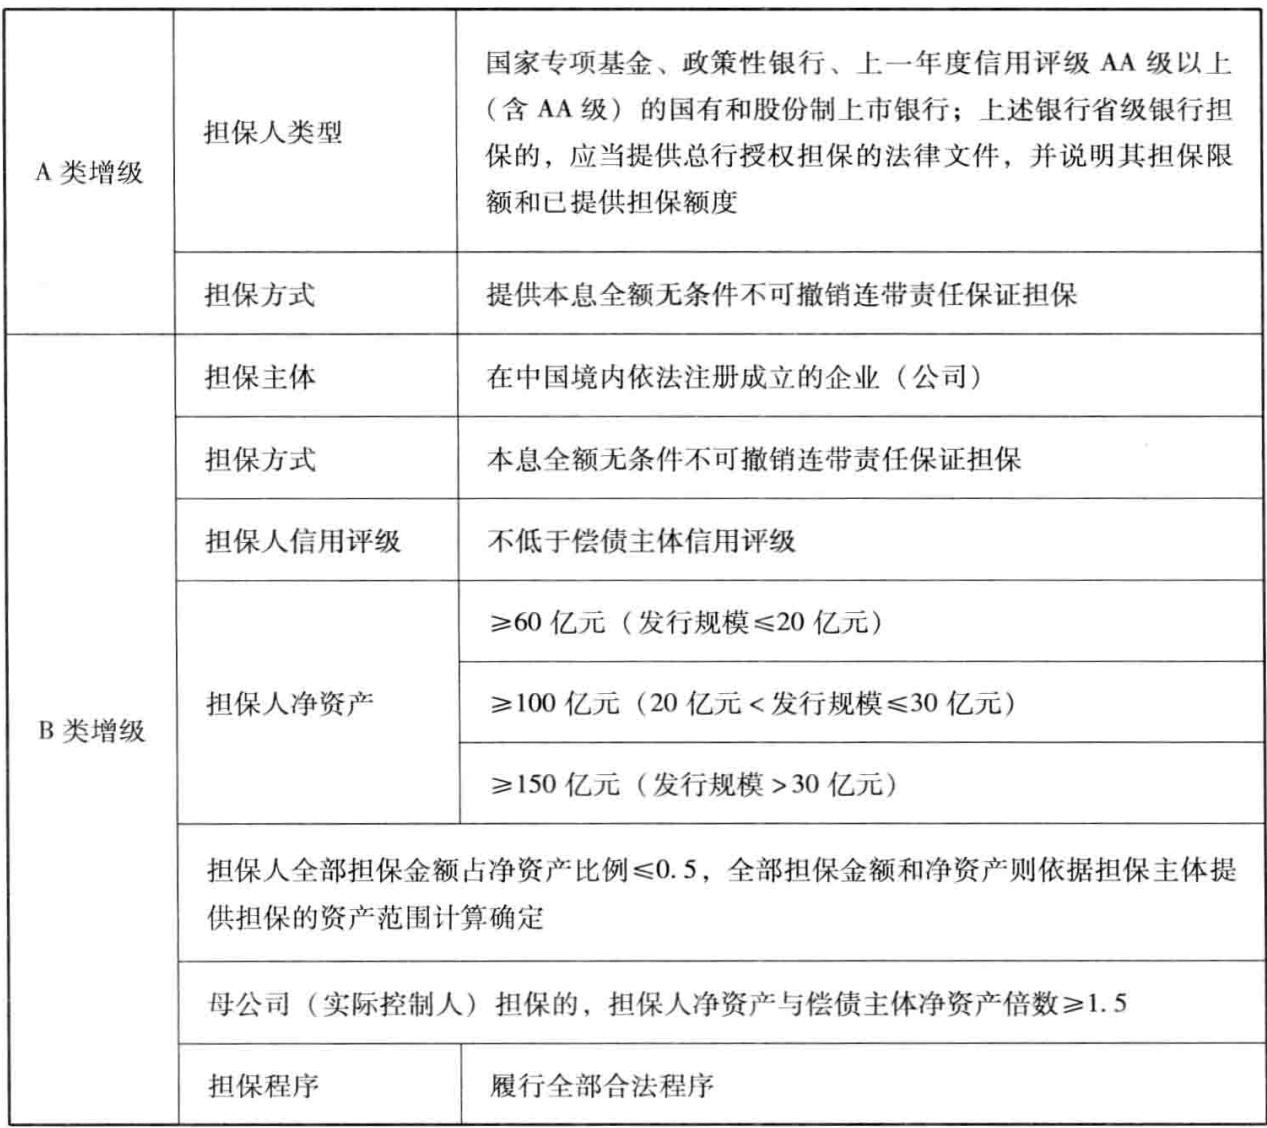 A 类增级
担保人类型
国家专项基金、政策性银行、上一年度信用评级 AA 级以上
(含 AA 级) 的国有和股份制上市银行；上述银行省级银行担
保的，应当提供总行授权担保的法律文件，并说明其担保限
额和已提供担保额度
担保方式
提供本息全额无条件不可撤销连带责任保证担保
B 类增级
担保主体
在中国境内依法注册成立的企业（公司）
担保方式
本息全额无条件不可撤销连带责任保证担保
担保人信用评级
不低于偿债主体信用评级
担保人净资产
≥60 亿元（发行规模≤20 亿元）
≥100 亿元（20 亿元<发行规模≤30 亿元）
≥150 亿元（发行规模>30 亿元）
担保人全部担保金额占净资产比例≤0.5，全部担保金额和净资产则依据担保主体提
供担保的资产范围计算确定
母公司（实际控制人）担保的，担保人净资产与偿债主体净资产倍数≥1.5
担保程序
履行全部合法程序